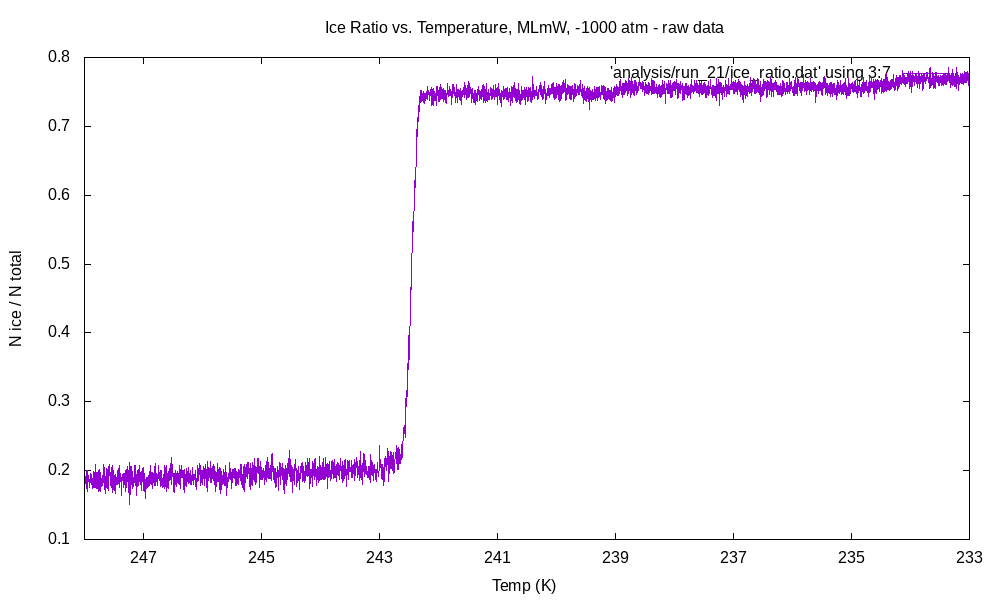 Ice Ratio vs. Temperature, MLmW, -1000 atm - raw data
'analysis/run_21/ice_ratio.dat' using 3:7
0.8
0.7
0.6
0.5
0.4
0.3
0.2
0.1
N ice / N total
247 245 243 241 239 237 235 233
Temp (K)